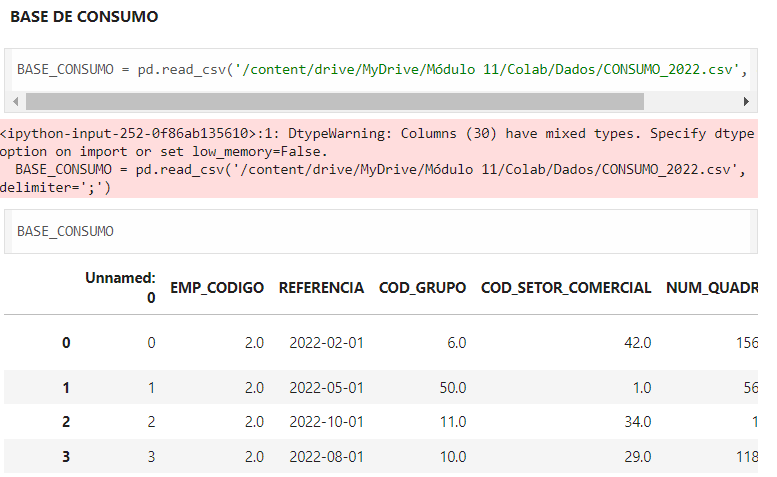 BASE DE CONSUMO
BASE_CONSUMO = pd.read_csv('/content/drive/MyDrive/Módulo 11/Colab/Dados/CONSUMO_2022.csv',
<ipython-input-252-0f86ab135610>:1: DtypeWarning: Columns (30) have mixed types. Specify dtype
option on import or set low_memory=False.
BASE_CONSUMO = pd.read_csv('/content/drive/MyDrive/Módulo 11/Colab/Dados/CONSUMO_2022.csv',
delimiter=';')
BASE_CONSUMO
Unnamed: 0 EMP_CODIGO REFERENCIA COD_GRUPO COD_SETOR_COMERCIAL NUM_QUADR
0 0 2.0 2022-02-01 6.0 42.0 156
1 1 2.0 2022-05-01 50.0 1.0 56
2 2 2.0 2022-10-01 11.0 34.0 1
3 3 2.0 2022-08-01 10.0 29.0 118